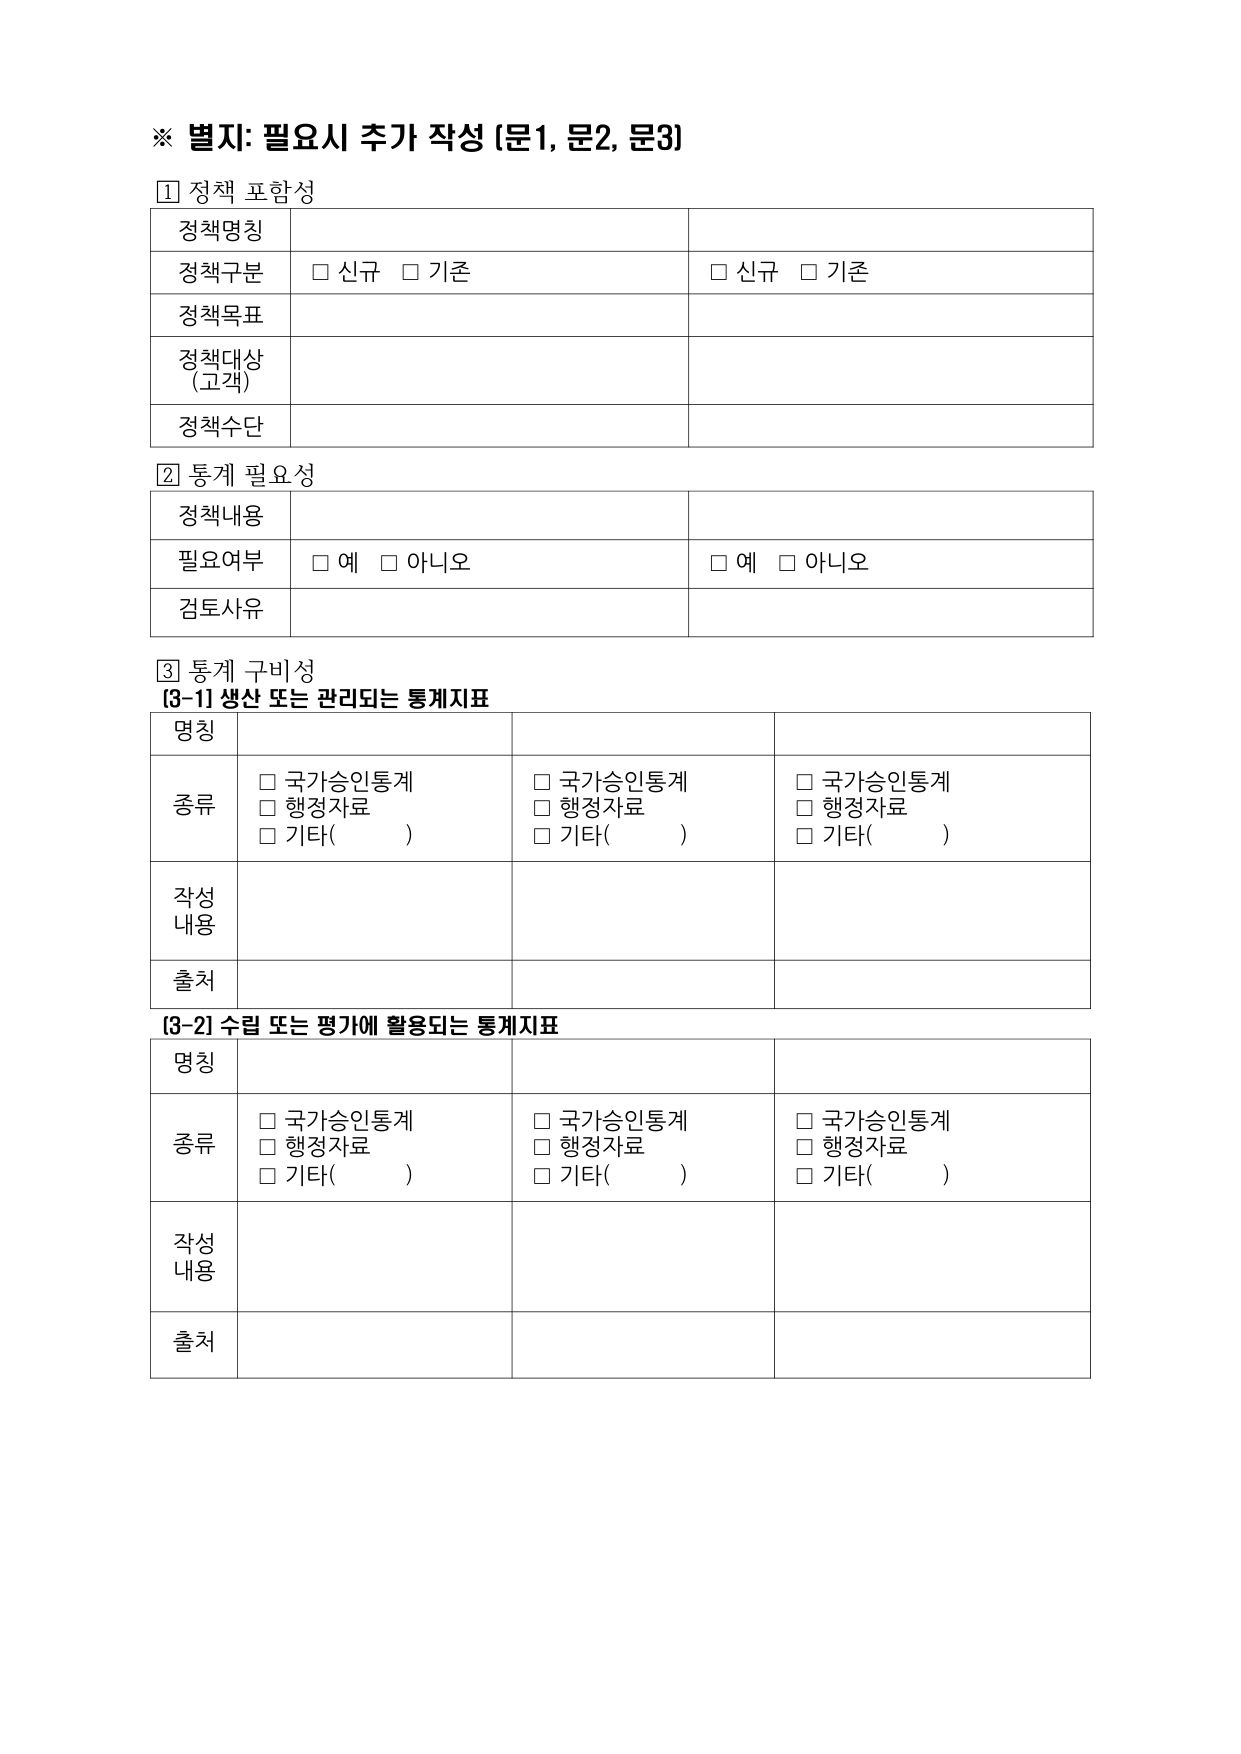 ※ 별지: 필요시 추가 작성 (문1, 문2, 문3)
1 정책 포함성
정책명칭
정책구분 □ 신규 □ 기존 □ 신규 □ 기존
정책목표
정책대상
(고객)
정책수단
2 통계 필요성
정책내용
필요여부 □ 예 □ 아니오 □ 예 □ 아니오
검토사유
3 통계 구비성
(3-1) 생산 또는 관리되는 통계지표
명칭
종류
□ 국가승인통계 □ 국가승인통계 □ 국가승인통계
□ 행정자료 □ 행정자료 □ 행정자료
□ 기타( ) □ 기타( ) □ 기타( )
작성
내용
출처
(3-2) 수립 또는 평가에 활용되는 통계지표
명칭
종류
□ 국가승인통계 □ 국가승인통계 □ 국가승인통계
□ 행정자료 □ 행정자료 □ 행정자료
□ 기타( ) □ 기타( ) □ 기타( )
작성
내용
출처